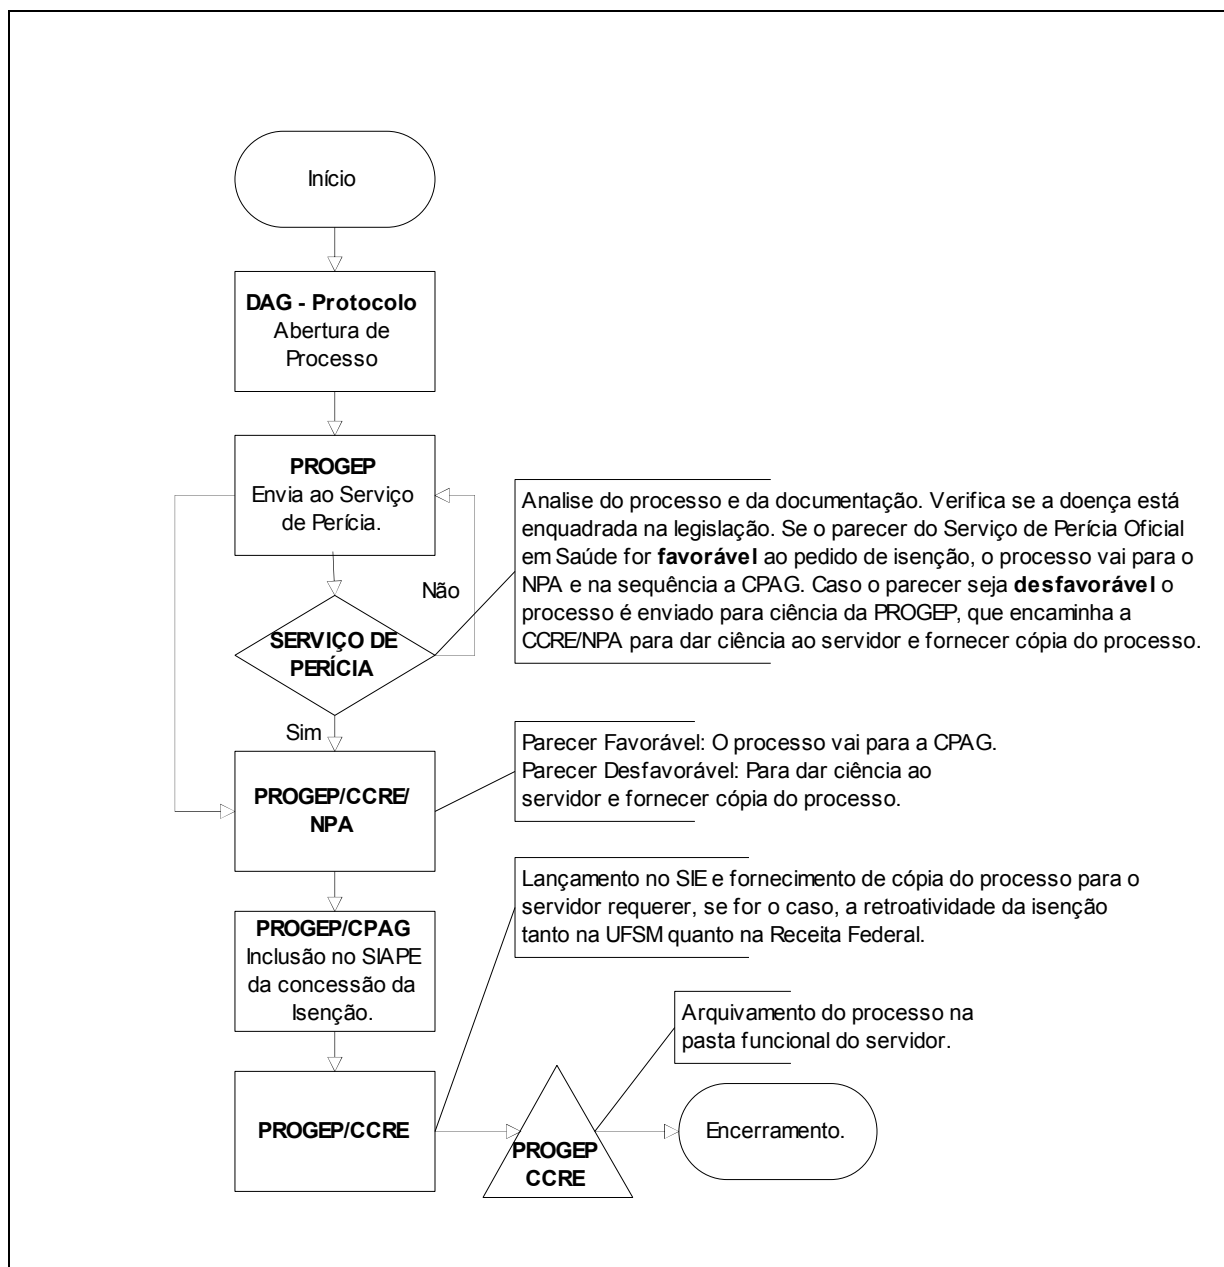 Início
DAG - Protocolo
Abertura de
Processo
PROGEP
Envia ao Serviço
de Perícia.
Analise do processo e da documentação. Verifica se a doença está
enquadrada na legislação. Se o parecer do Serviço de Perícia Oficial
em Saúde for favorável ao pedido de isenção, o processo vai para o
NPA e na sequência a CPAG. Caso o parecer seja desfavorável o
processo é enviado para ciência da PROGEP, que encaminha a
CCRE/NPA para dar ciência ao servidor e fornecer cópia do processo.
Não
SERVIÇO DE
PERÍCIA
Sim
PROGEP/CCRE/
NPA
Parecer Favorável: O processo vai para a CPAG.
Parecer Desfavorável: Para dar ciência ao
servidor e fornecer cópia do processo.
PROGEP/CPAG
Inclusão no SIAPE
da concessão da
Isenção.
Lançamento no SIE e fornecimento de cópia do processo para o
servidor requerer, se for o caso, a retroatividade da isenção
tanto na UFSM quanto na Receita Federal.
PROGEP/CCRE
PROGEP
CCRE
Arquivamento do processo na
pasta funcional do servidor.
Encerramento.